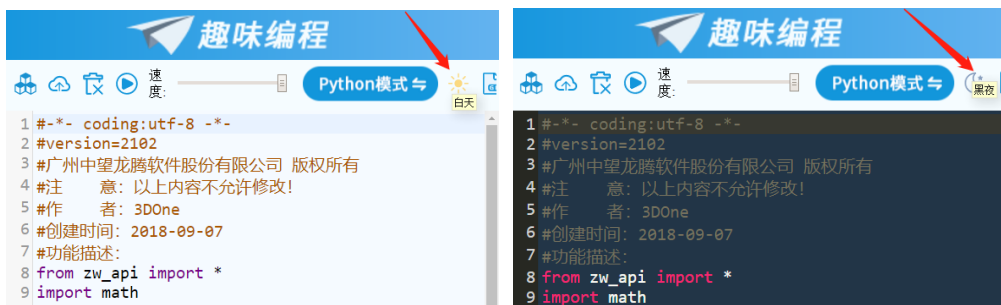 趣味编程
速度:
Python模式
白天
1 #-*- coding:utf-8 -*-
2 #version=2102
3 #广州中望龙腾软件股份有限公司 版权所有
4 #注    意: 以上内容不允许修改!
5 #作    者: 3DOne
6 #创建时间: 2018-09-07
7 #功能描述:
8 from zw_api import *
9 import math
趣味编程
速度:
Python模式
黑夜
1 #-*- coding:utf-8 -*-
2 #version=2102
3 #广州中望龙腾软件股份有限公司 版权所有
4 #注    意: 以上内容不允许修改!
5 #作    者: 3DOne
6 #创建时间: 2018-09-07
7 #功能描述:
8 from zw_api import *
9 import math